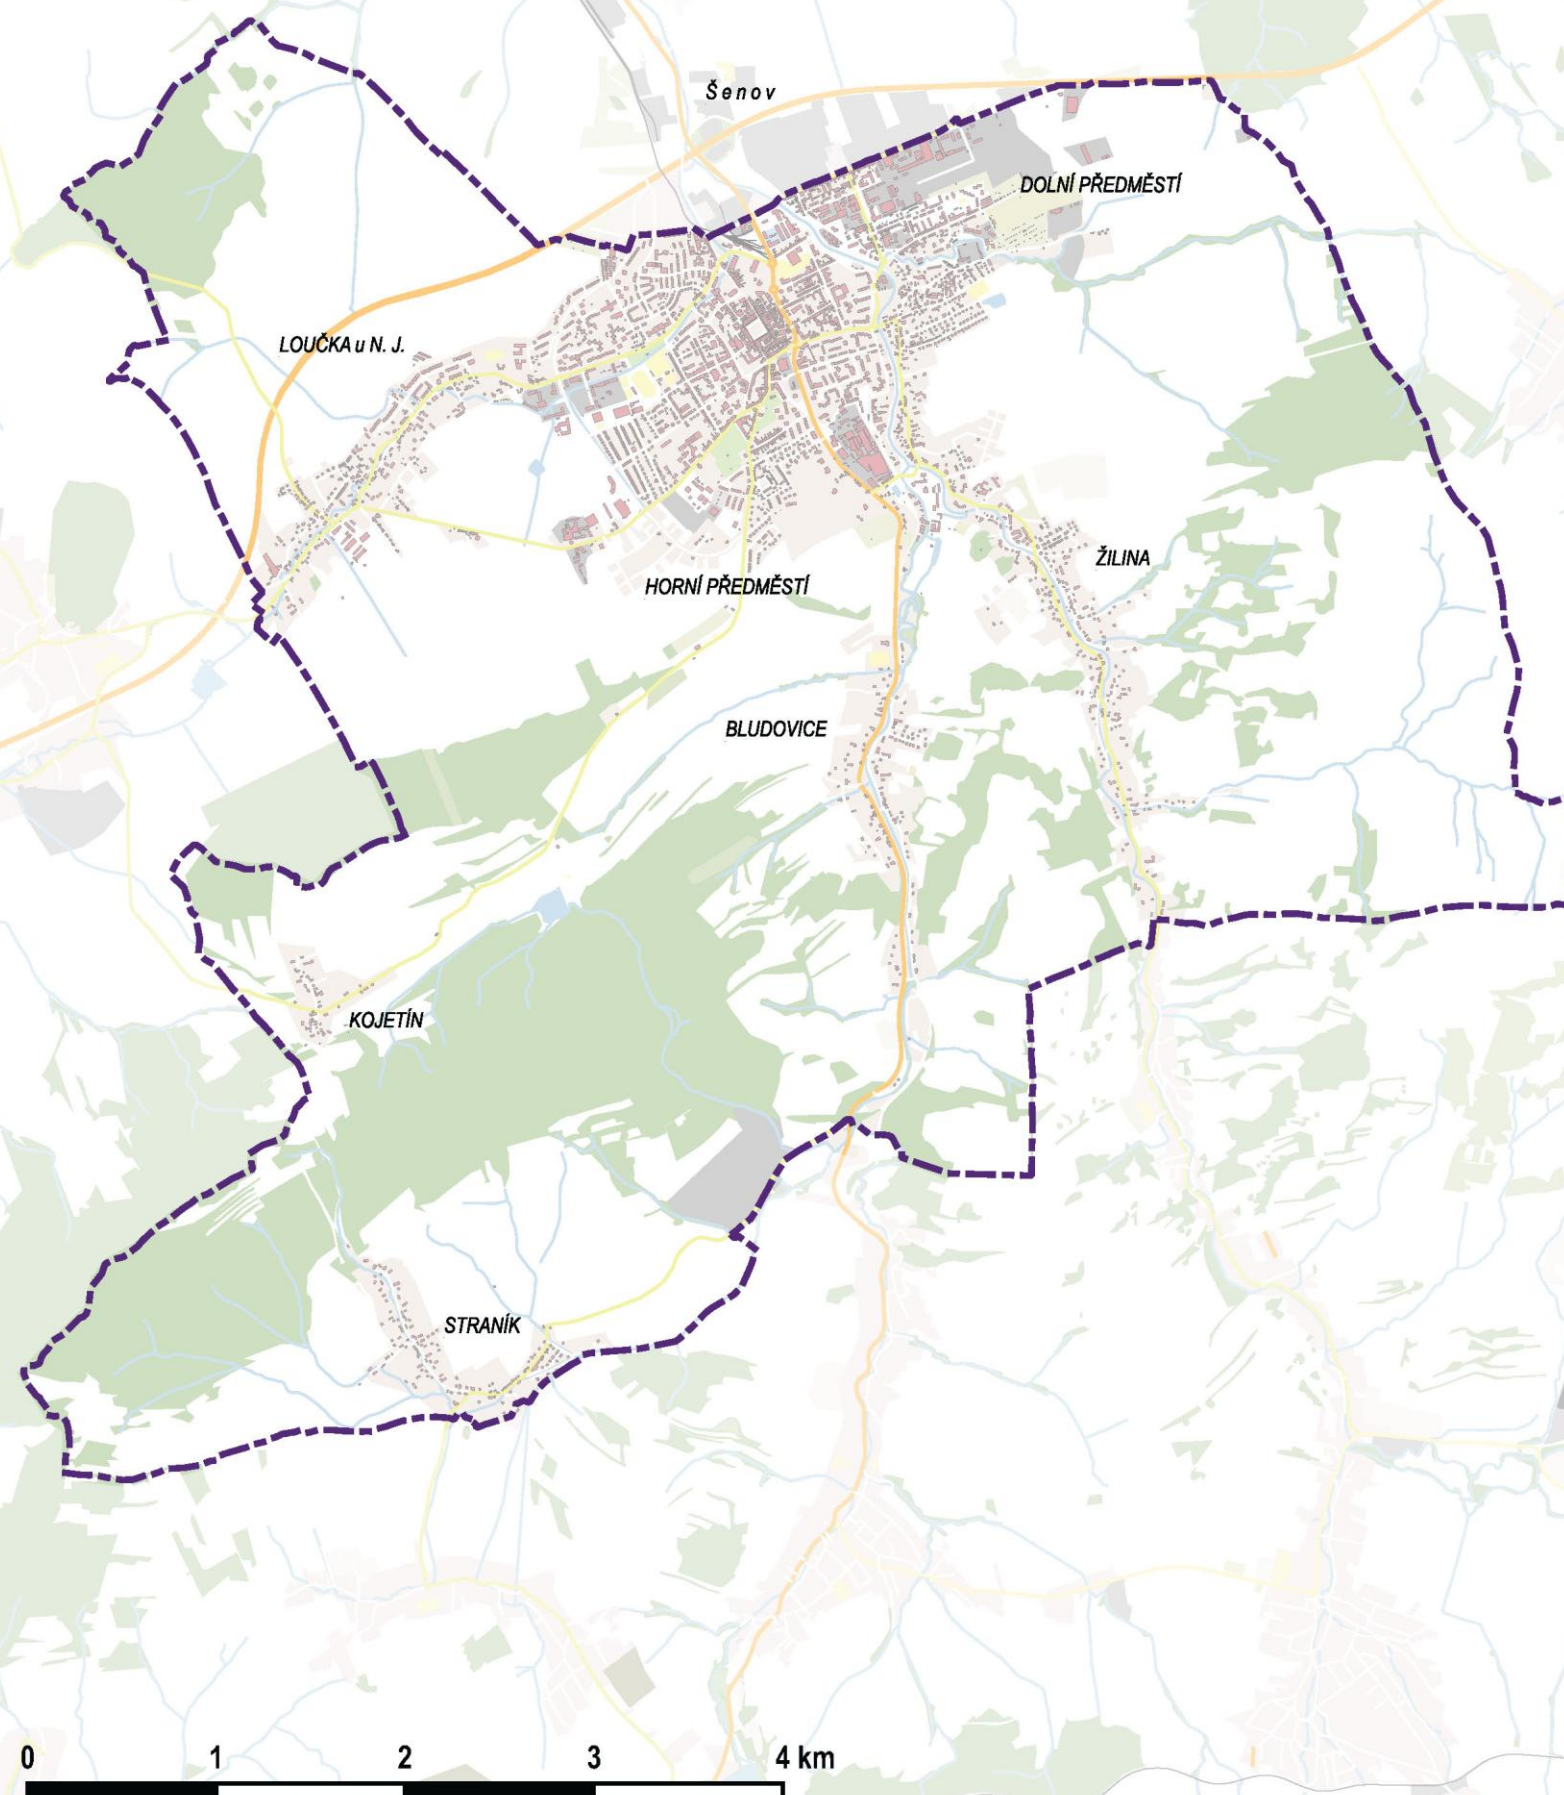 Šenov
DOLNÍ PŘEDMĚSTÍ
LOUČKA u N. J.
ŽILINA
HORNÍ PŘEDMĚSTÍ
BLUDOVICE
KOJETÍN
STRANÍK
0 1 2 3 4 km